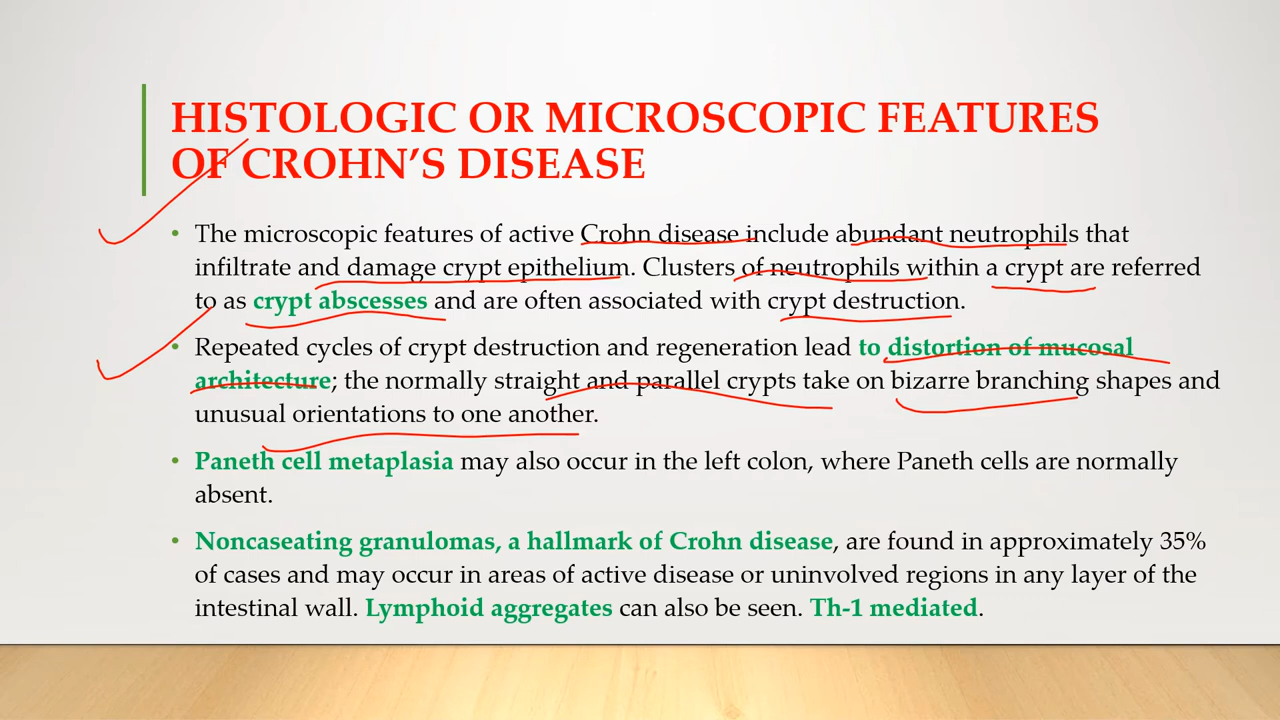 HISTOLOGIC OR MICROSCOPIC FEATURES
OF CROHN’S DISEASE
• The microscopic features of active Crohn disease include abundant neutrophils that
infiltrate and damage crypt epithelium. Clusters of neutrophils within a crypt are referred
to as crypt abscesses and are often associated with crypt destruction.
• Repeated cycles of crypt destruction and regeneration lead to distortion of mucosal
architecture; the normally straight and parallel crypts take on bizarre branching shapes and
unusual orientations to one another.
• Paneth cell metaplasia may also occur in the left colon, where Paneth cells are normally
absent.
• Noncaseating granulomas, a hallmark of Crohn disease, are found in approximately 35%
of cases and may occur in areas of active disease or uninvolved regions in any layer of the
intestinal wall. Lymphoid aggregates can also be seen. Th-1 mediated.